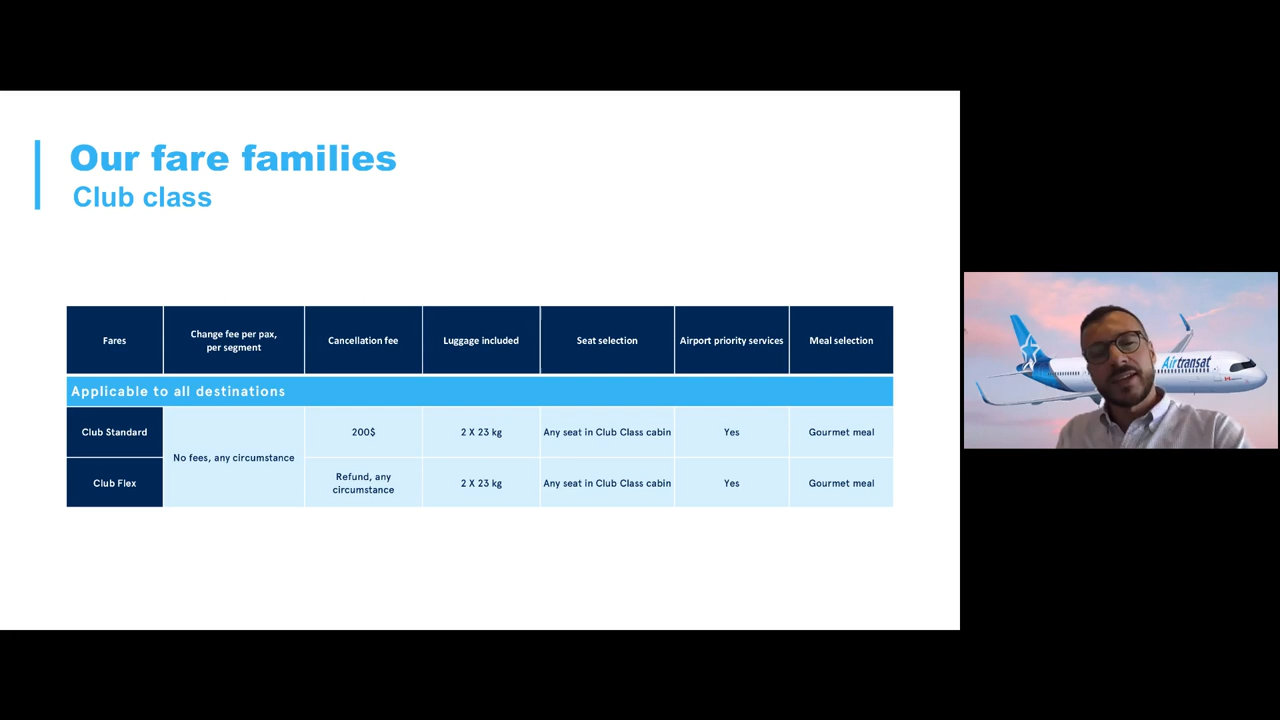 Our fare families
Club class
Fares
Change fee per pax,
per segment
Cancellation fee
Luggage included
Seat selection
Airport priority services
Meal selection
Applicable to all destinations
Club Standard
No fees, any circumstance
200$
2 X 23 kg
Any seat in Club Class cabin
Yes
Gourmet meal
Club Flex
Refund, any
circumstance
2 X 23 kg
Any seat in Club Class cabin
Yes
Gourmet meal
Air transat